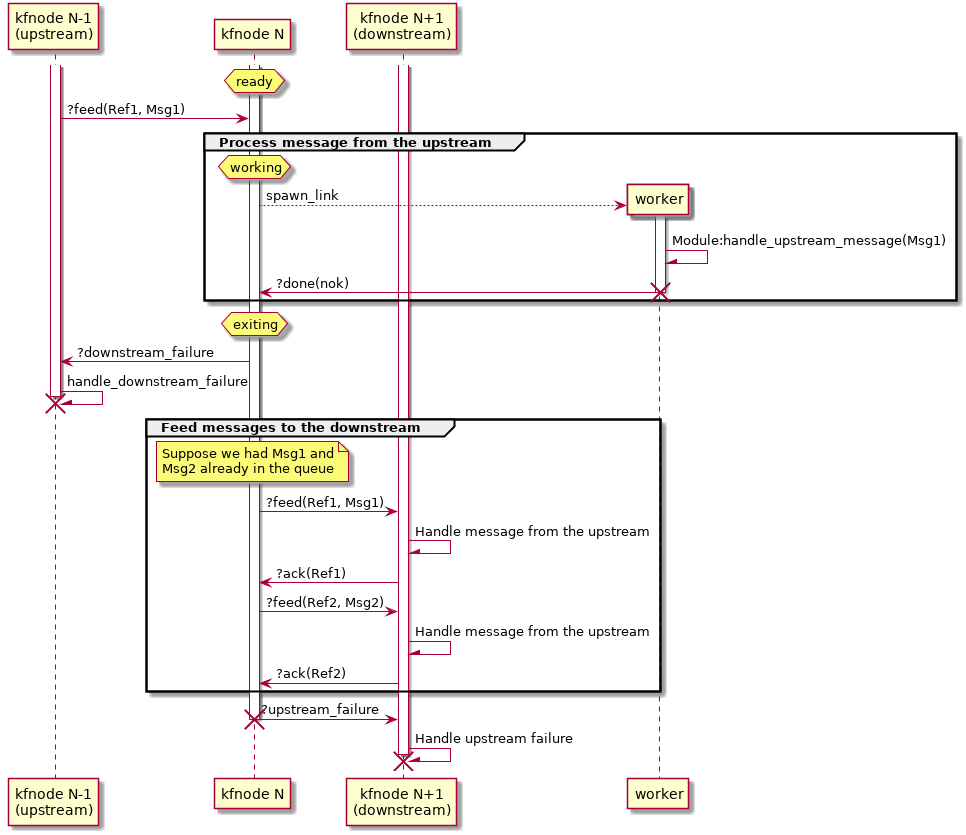 kfnode N-1
(upstream)
kfnode N
kfnode N+1
(downstream)
ready
?feed(Ref1, Msg1)
Process message from the upstream
working
spawn_link
worker
Module:handle_upstream_message(Msg1)
?done(nok)
exiting
?downstream_failure
handle_downstream_failure
Feed messages to the downstream
Suppose we had Msg1 and
Msg2 already in the queue
?feed(Ref1, Msg1)
Handle message from the upstream
?ack(Ref1)
?feed(Ref2, Msg2)
Handle message from the upstream
?ack(Ref2)
?upstream_failure
Handle upstream failure
kfnode N-1
(upstream)
kfnode N
kfnode N+1
(downstream)
worker